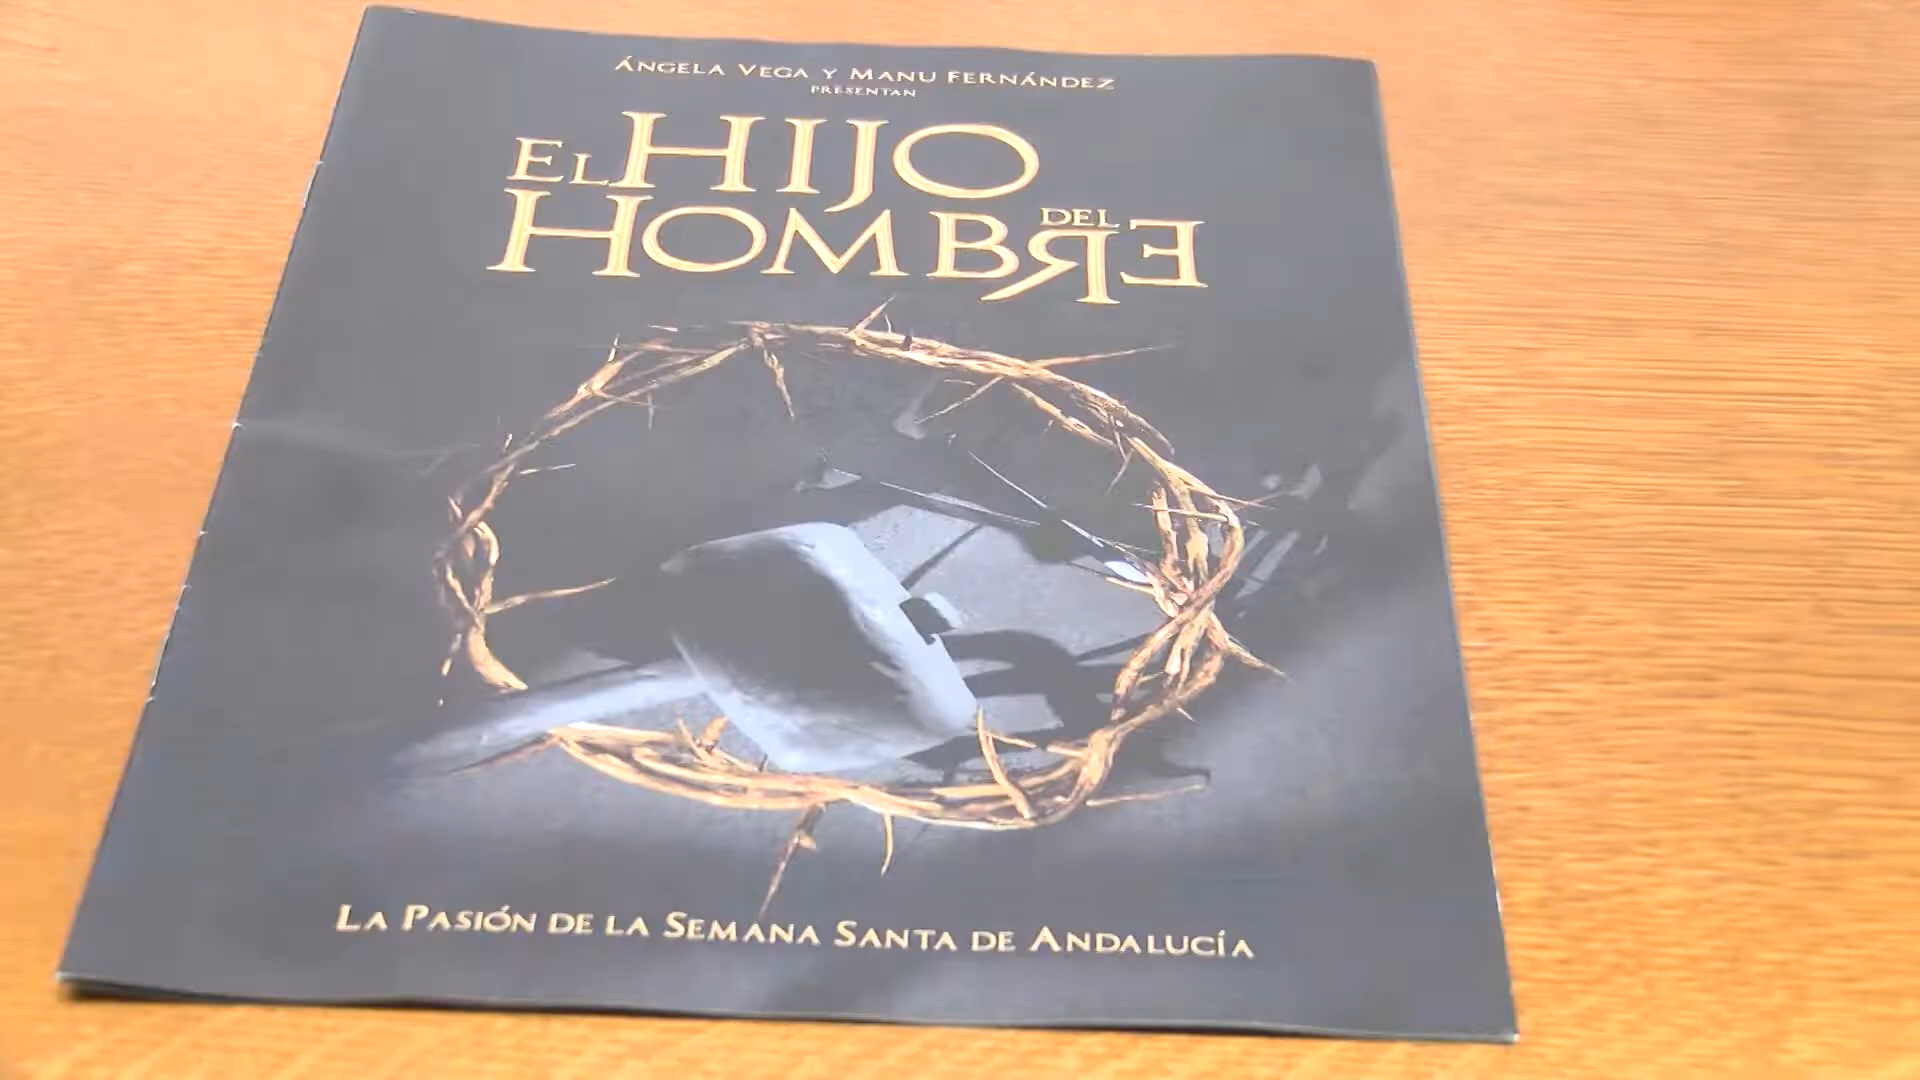 ÁNGELA VEGA Y MANU FERNÁNDEZ
PRESENTAN
EL HIJO
DEL
HOMBRE
LA PASIÓN DE LA SEMANA SANTA DE ANDALUCÍA